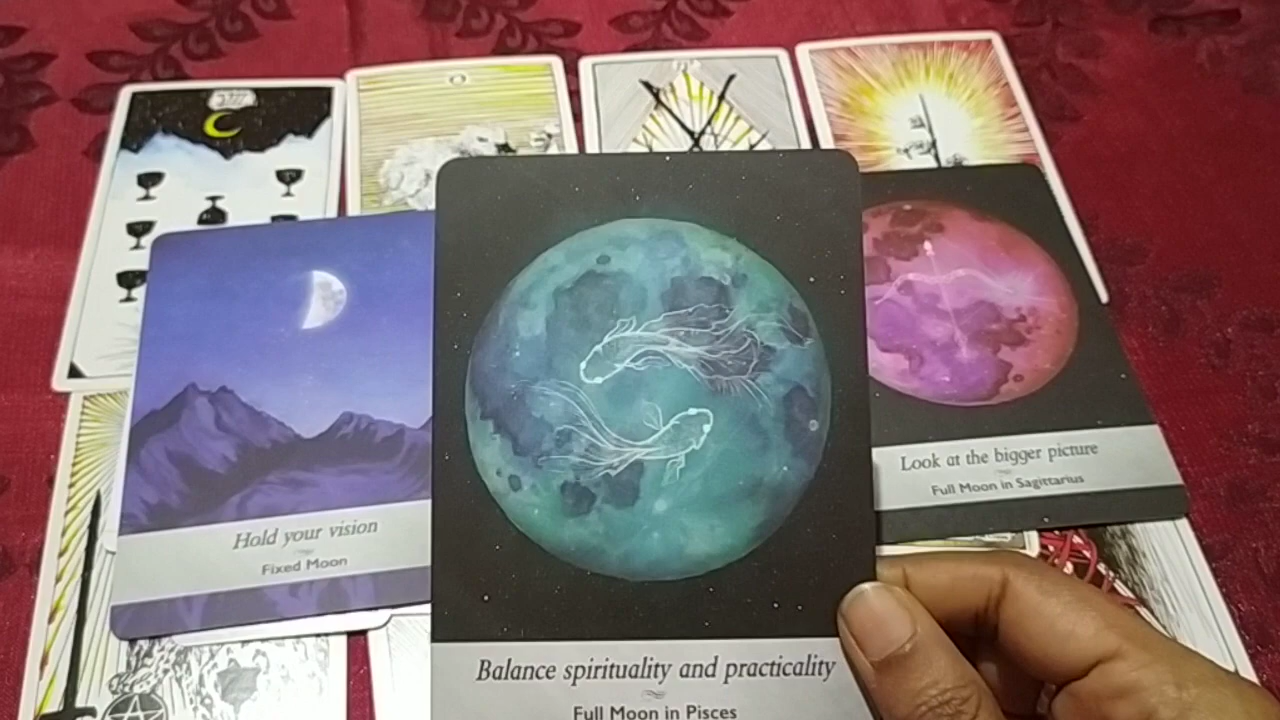 Hold your vision
Fixed Moon
Balance spirituality and practicality
Full Moon in Pisces
Look at the bigger picture
Full Moon in Sagittarius